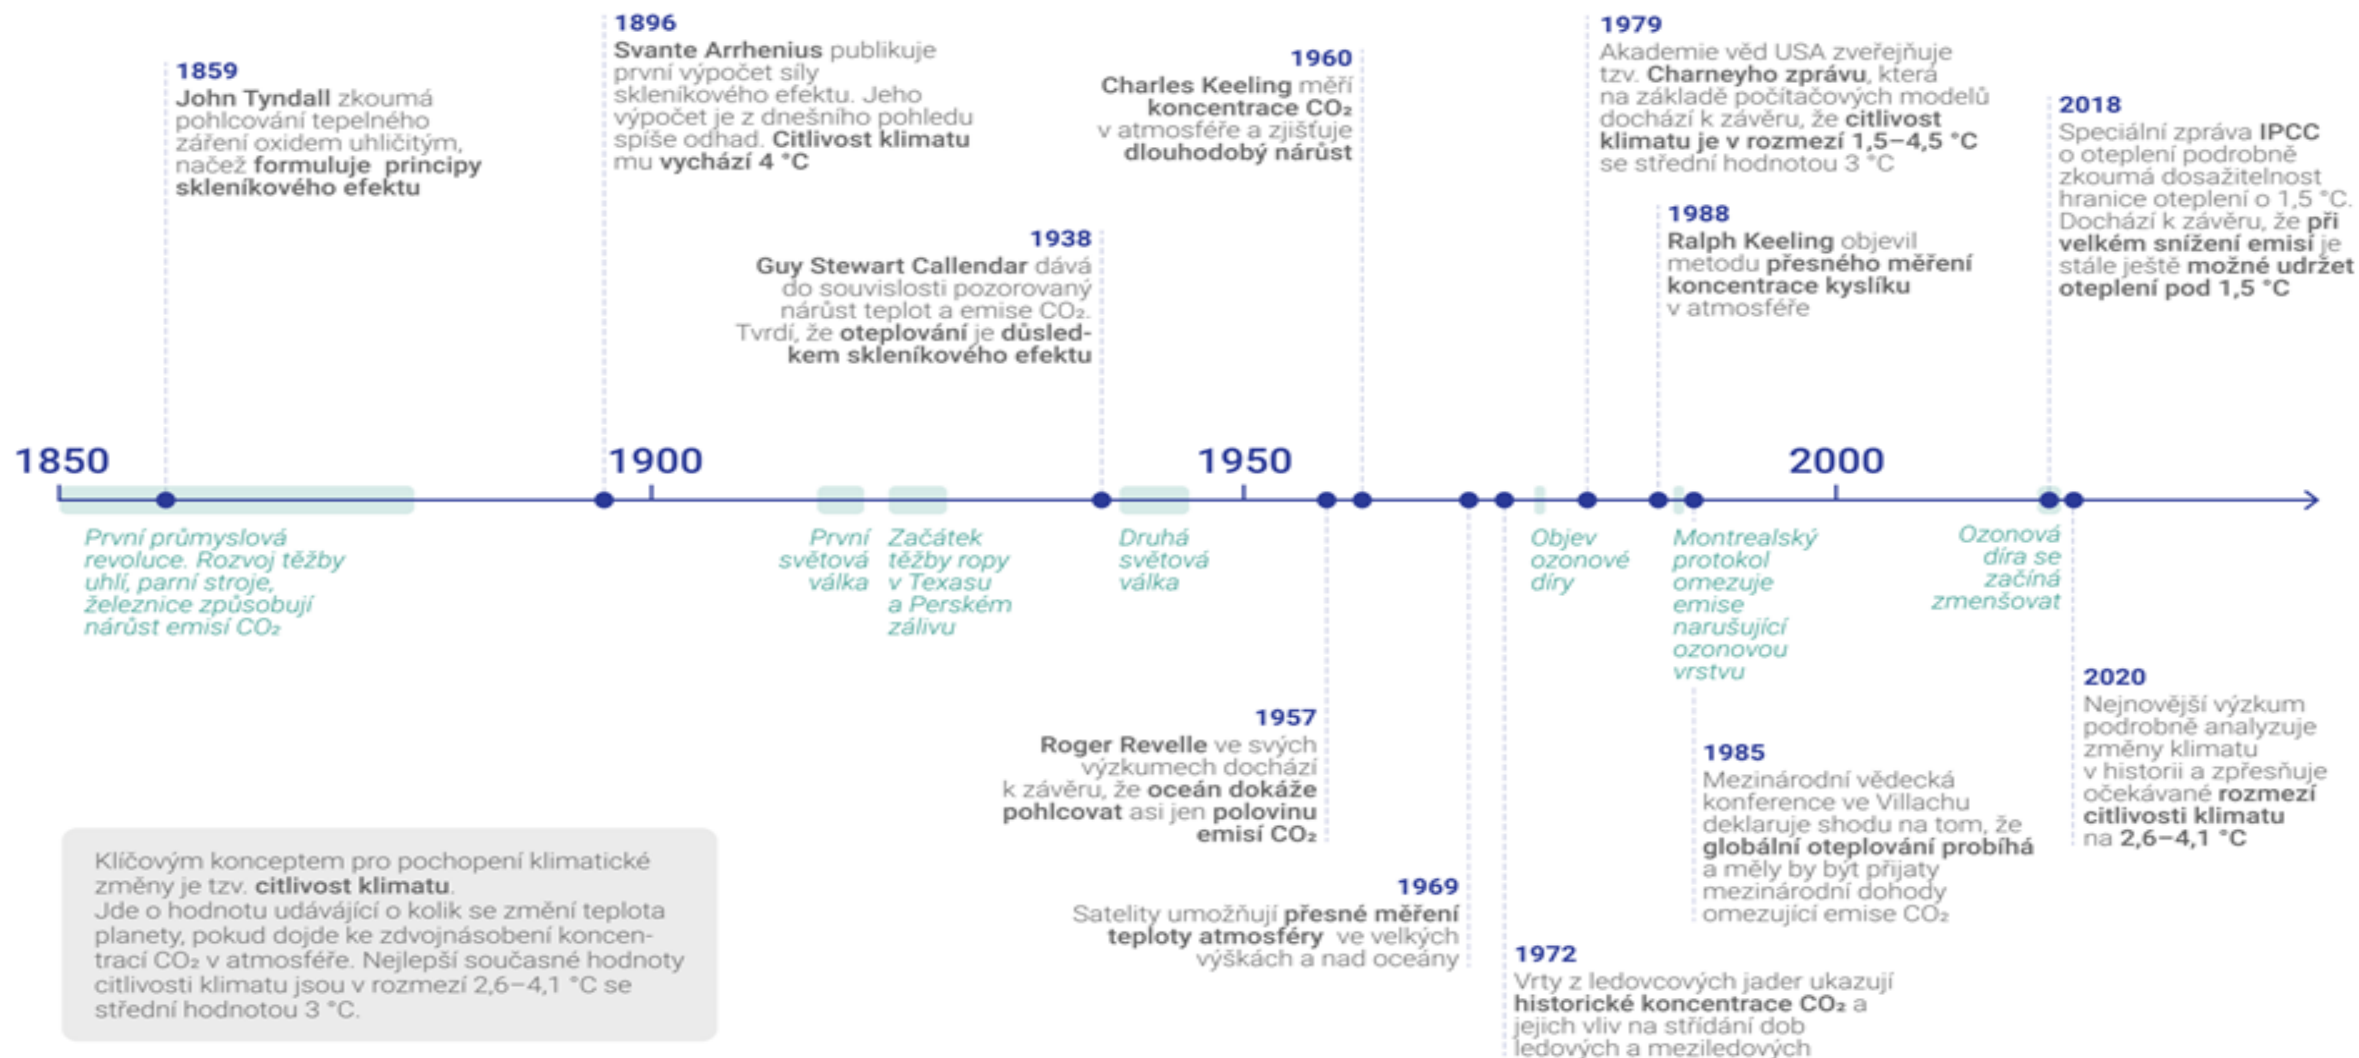 1859
John Tyndall zkoumá
pohlcování tepelného
záření oxidem uhličitým,
načež formuluje principy
skleníkového efektu
1896
Svante Arrhenius publikuje
první výpočet síly
skleníkového efektu. Jeho
výpočet je z dnešního pohledu
spíše odhad. Citlivost klimatu
mu vychází 4 °C
1938
Guy Stewart Callendar dává
do souvislosti pozorovaný
nárůst teplot a emise CO₂.
Tvrdí, že oteplování je důsled-
kem skleníkového efektu
1960
Charles Keeling měří
koncentrace CO₂
v atmosféře a zjišťuje
dlouhodobý nárůst
1979
Akademie věd USA zveřejňuje
tzv. Charneyho zprávu, která
na základě počítačových modelů
dochází k závěru, že citlivost
klimatu je v rozmezí 1,5–4,5 °C
se střední hodnotou 3 °C
1988
Ralph Keeling objevil
metodu přesného měření
koncentrace kyslíku
v atmosféře
2018
Speciální zpráva IPCC
o oteplení podrobně
zkoumá dosažitelnost
hranice oteplení o 1,5 °C.
Dochází k závěru, že při
velkém snížení emisí je
stále ještě možné udržet
oteplení pod 1,5 °C
1850
1900
1950
2000
První průmyslová
revoluce. Rozvoj těžby
uhlí, parní stroje,
železnice způsobují
nárůst emisí CO₂
První
světová
válka
Začátek
těžby ropy
v Texasu
a Perském
zálivu
Druhá
světová
válka
Objev
ozonové
díry
Montrealský
protokol
omezuje
emise
narušující
ozonovou
vrstvu
Ozonová
díra se
začíná
zmenšovat
1957
Roger Revelle ve svých
výzkumech dochází
k závěru, že oceán dokáže
pohlcovat asi jen polovinu
emisí CO₂
1969
Satelity umožňují přesné měření
teploty atmosféry ve velkých
výškách a nad oceány
1972
Vrty z ledovcových jader ukazují
historické koncentrace CO₂ a
jejich vliv na střídání dob
ledových a meziledových
1985
Mezinárodní vědecká
konference ve Villachu
deklaruje shodu na tom, že
globální oteplování probíhá
a měly by být přijaty
mezinárodní dohody
omezující emise CO₂
2020
Nejnovější výzkum
podrobně analyzuje
změny klimatu
v historii a zpřesňuje
očekávané rozmezí
citlivosti klimatu
na 2,6–4,1 °C
Klíčovým konceptem pro pochopení klimatické
změny je tzv. citlivost klimatu.
Jde o hodnotu udávájící o kolik se změní teplota
planety, pokud dojde ke zdvojnásobení koncen-
trací CO₂ v atmosféře. Nejlepší současné hodnoty
citlivosti klimatu jsou v rozmezí 2,6–4,1 °C se
střední hodnotou 3 °C.